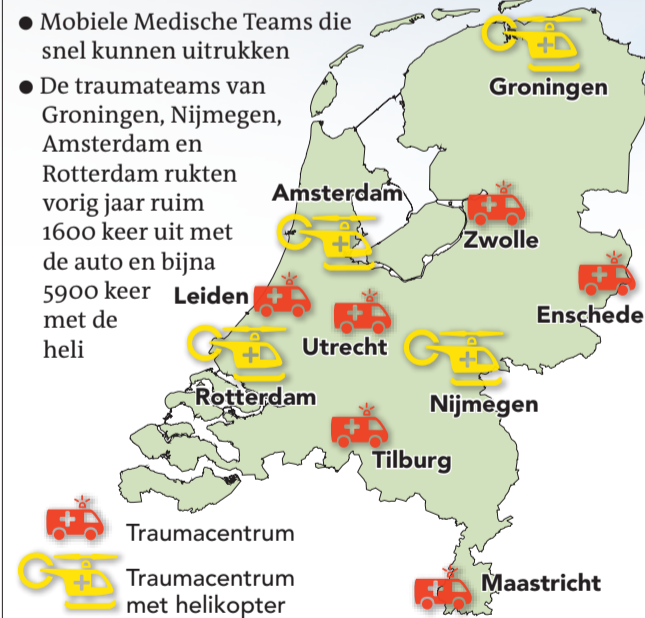 ● Mobiele Medische Teams die
snel kunnen uitrukken
● De traumateams van
Groningen, Nijmegen,
Amsterdam en
Rotterdam rukten
vorig jaar ruim
1600 keer uit met
de auto en bijna
5900 keer
met de
heli
Groningen
Amsterdam
Zwolle
Leiden
Enschede
Utrecht
Rotterdam
Nijmegen
Tilburg
Maastricht
Traumacentrum
Traumacentrum
met helikopter